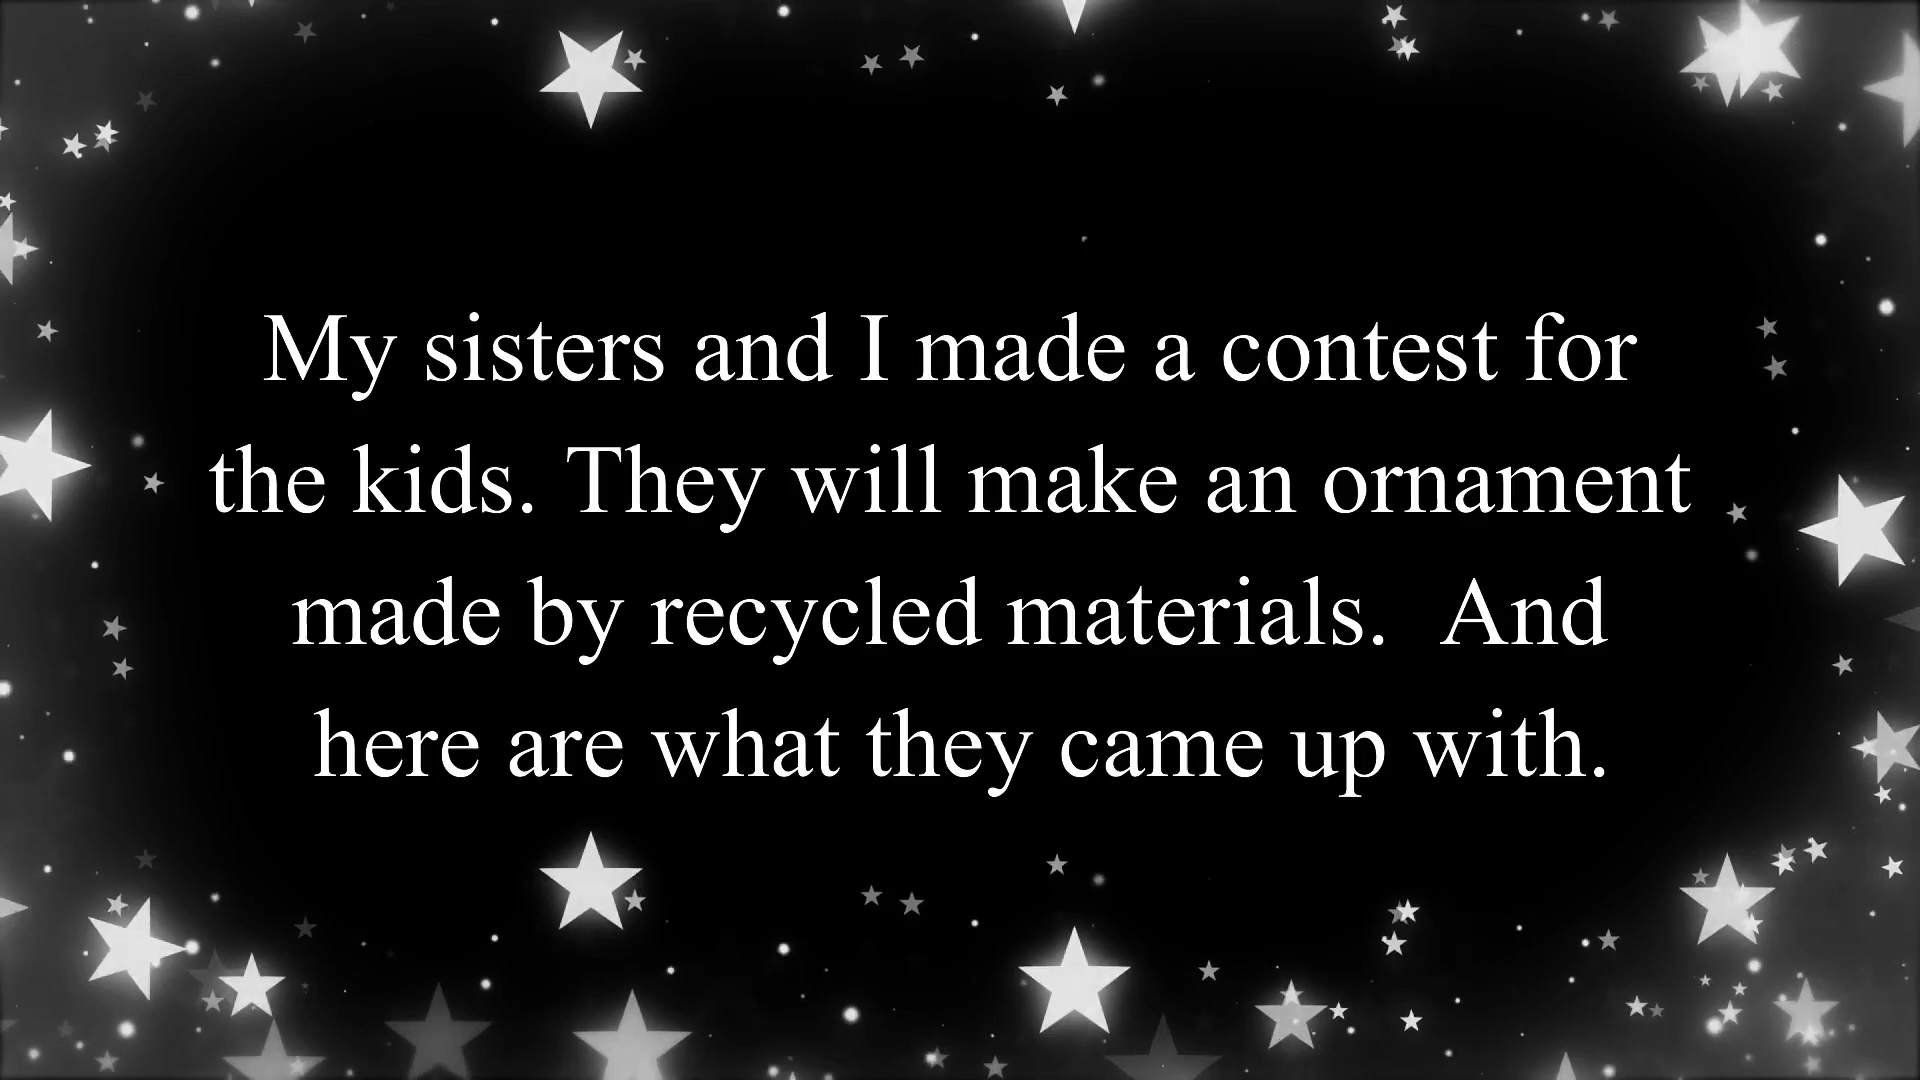 My sisters and I made a contest for
the kids. They will make an ornament
made by recycled materials.  And
here are what they came up with.